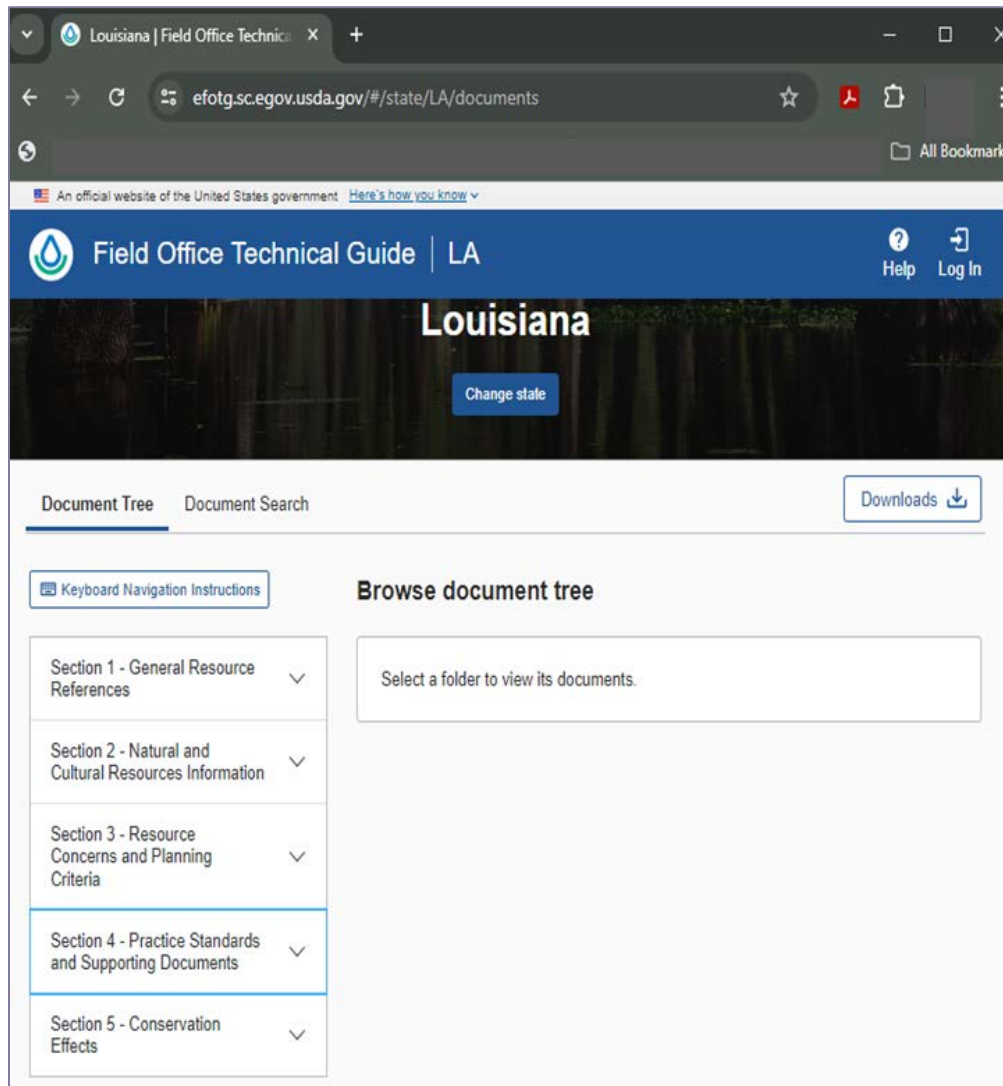 Louisiana | Field Office Technica
efotg.sc.egov.usda.gov/#/state/LA/documents
All Bookmark
An official website of the United States government Here's how you know
Field Office Technical Guide | LA
Help
Log In
Louisiana
Change state
Document Tree
Document Search
Downloads
Keyboard Navigation Instructions
Browse document tree
Section 1 - General Resource
References
Select a folder to view its documents.
Section 2 - Natural and
Cultural Resources Information
Section 3 - Resource
Concerns and Planning
Criteria
Section 4 - Practice Standards
and Supporting Documents
Section 5 - Conservation
Effects